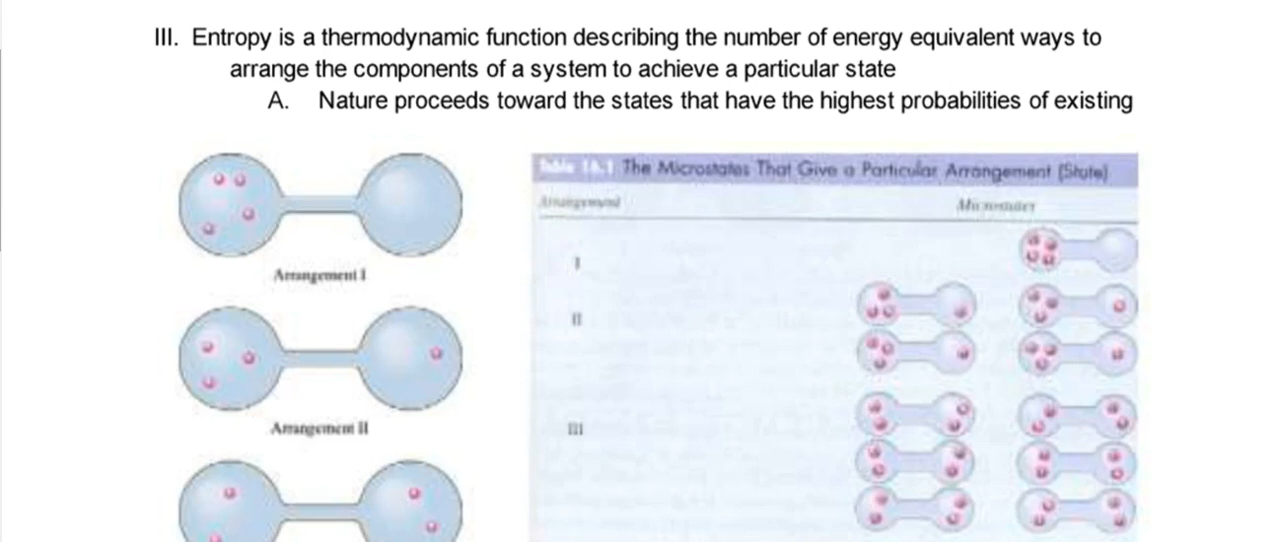 III. Entropy is a thermodynamic function describing the number of energy equivalent ways to
arrange the components of a system to achieve a particular state
A. Nature proceeds toward the states that have the highest probabilities of existing
The Microstates That Give a Particular Arrangement (State)
Arrangement
Microstates
I
Arrangement I
II
Arrangement II
III